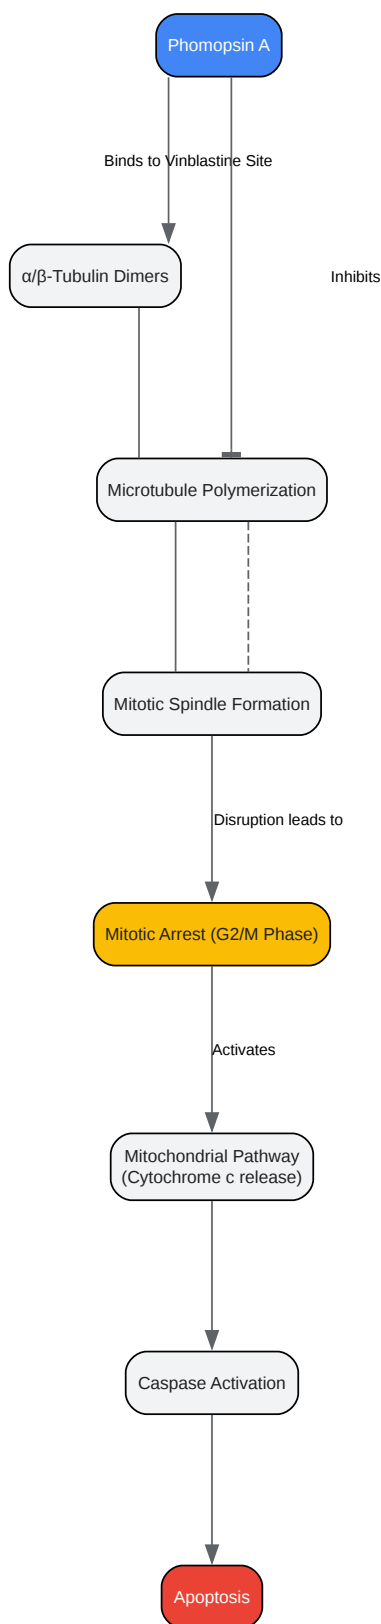 Phomopsin A
Binds to Vinblastine Site
α/β-Tubulin Dimers
Inhibits
Microtubule Polymerization
Mitotic Spindle Formation
Disruption leads to
Mitotic Arrest (G2/M Phase)
Activates
Mitochondrial Pathway
(Cytochrome c release)
Caspase Activation
Apoptosis